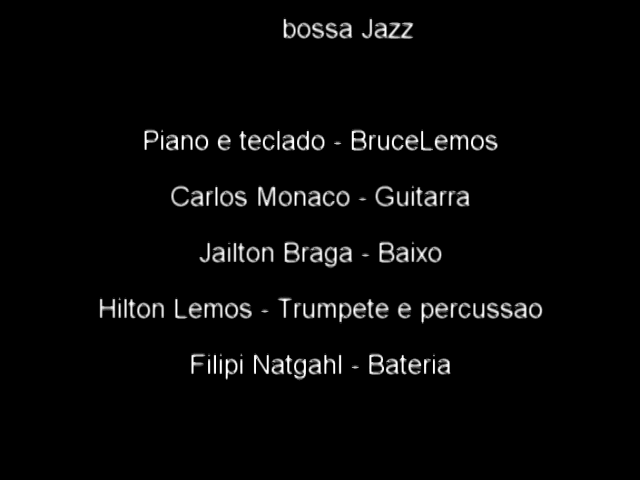 bossa Jazz
Piano e teclado - BruceLemos
Carlos Monaco - Guitarra
Jailton Braga - Baixo
Hilton Lemos - Trumpete e percussao
Filipi Natgahl - Bateria